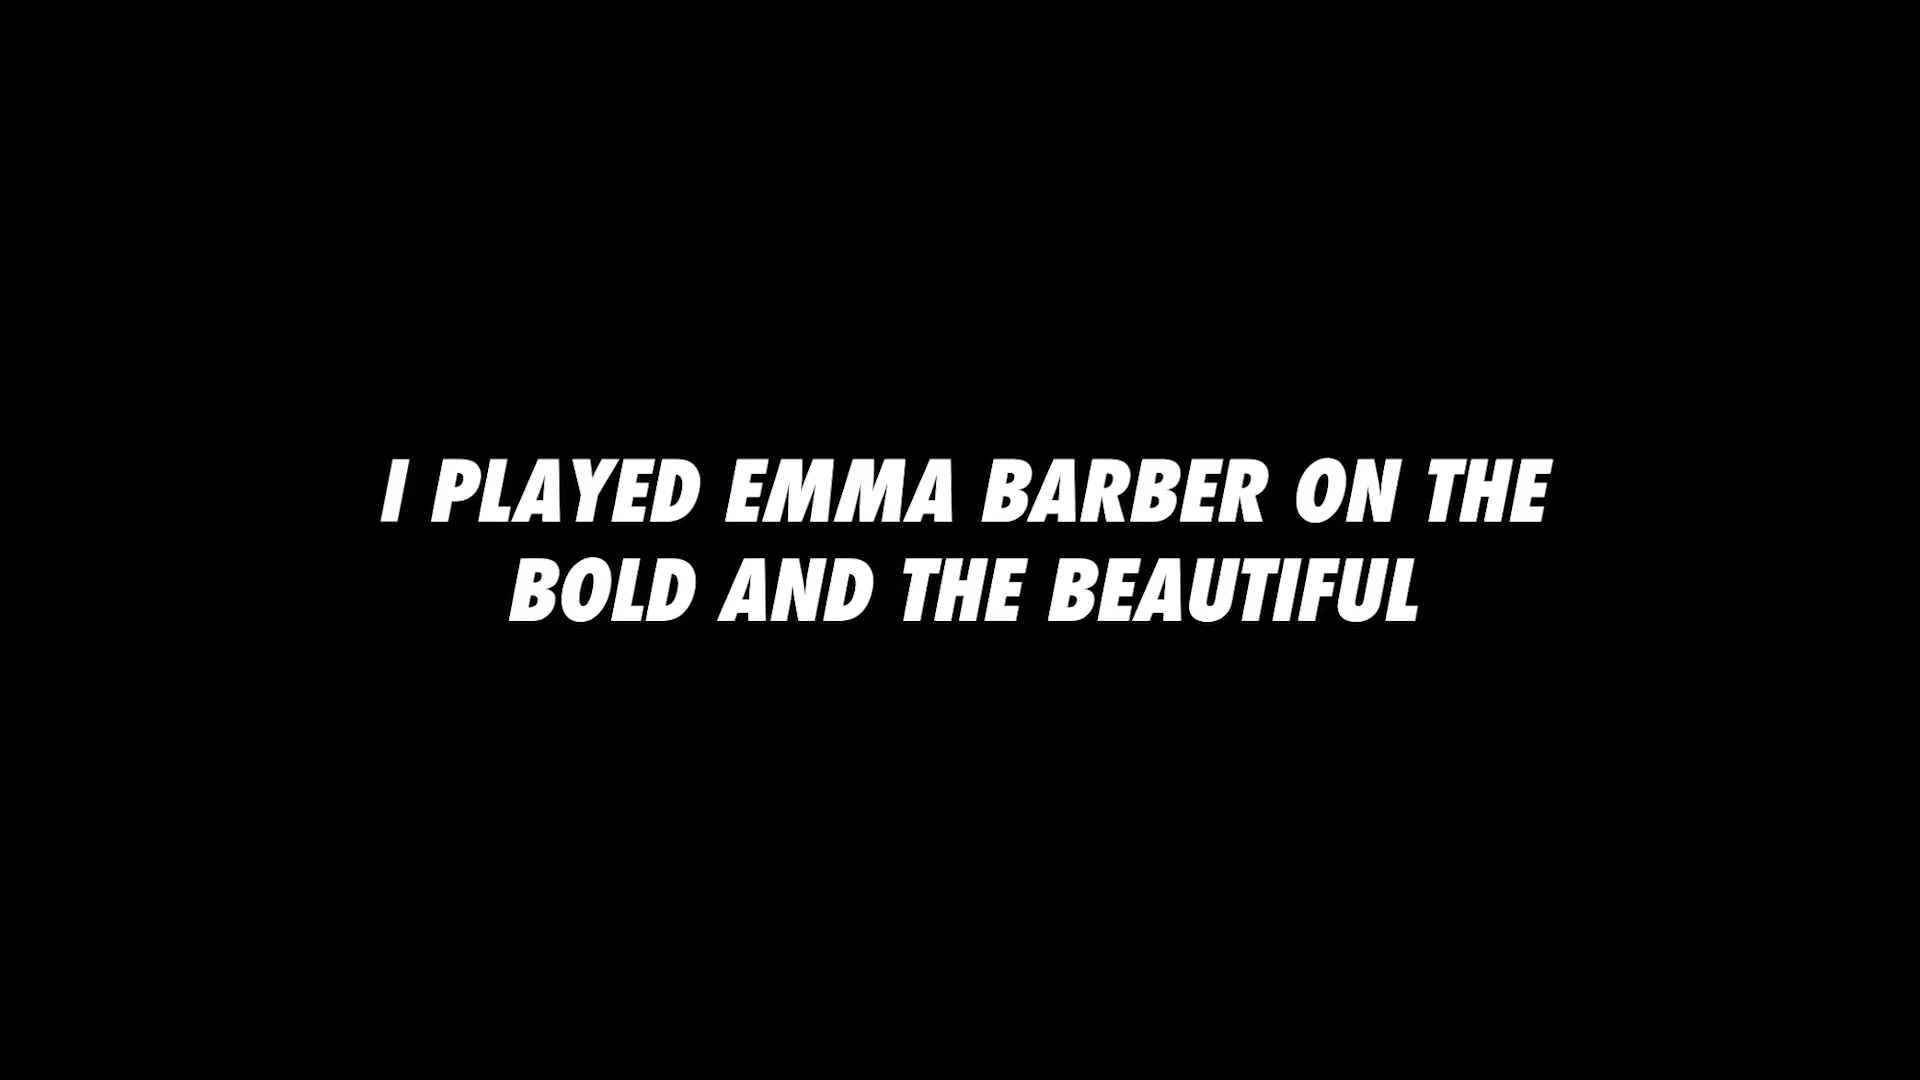 I PLAYED EMMA BARBER ON THE
BOLD AND THE BEAUTIFUL